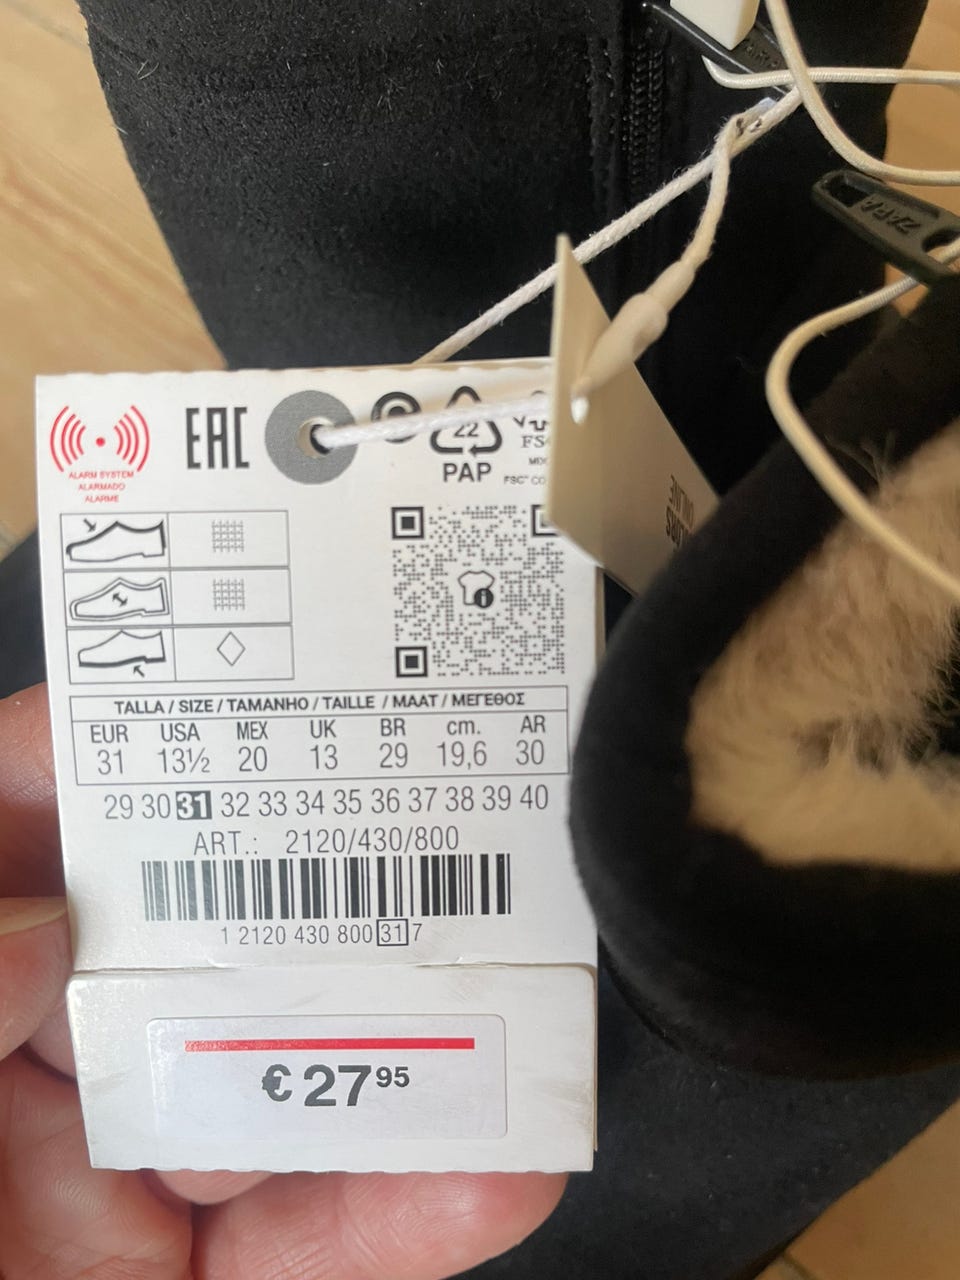 ZARA
ALARM SYSTEM
ALARMADO
ALARME
EAC
22
PAP
TALLA / SIZE / TAMANHO / TAILLE / MAAT / ΜΕΓΕΘΟΣ
EUR USA MEX UK BR cm. AR
31 13½ 20 13 29 19,6 30
29 30 31 32 33 34 35 36 37 38 39 40
ART.: 2120/430/800
1 2120 430 800 31 7
€ 27 95